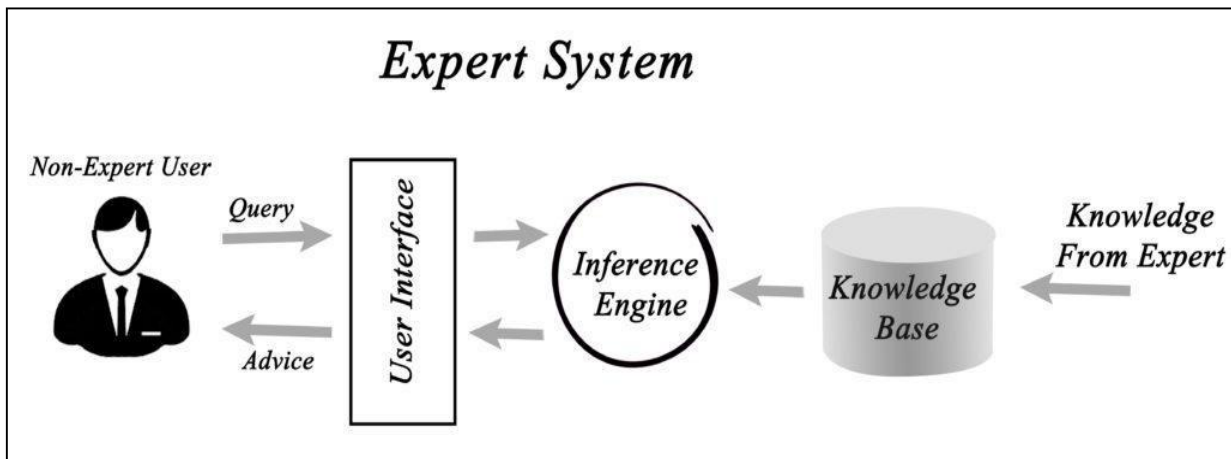 Expert System
Non-Expert User
Query
Advice
User Interface
Inference
Engine
Knowledge
Base
Knowledge
From Expert